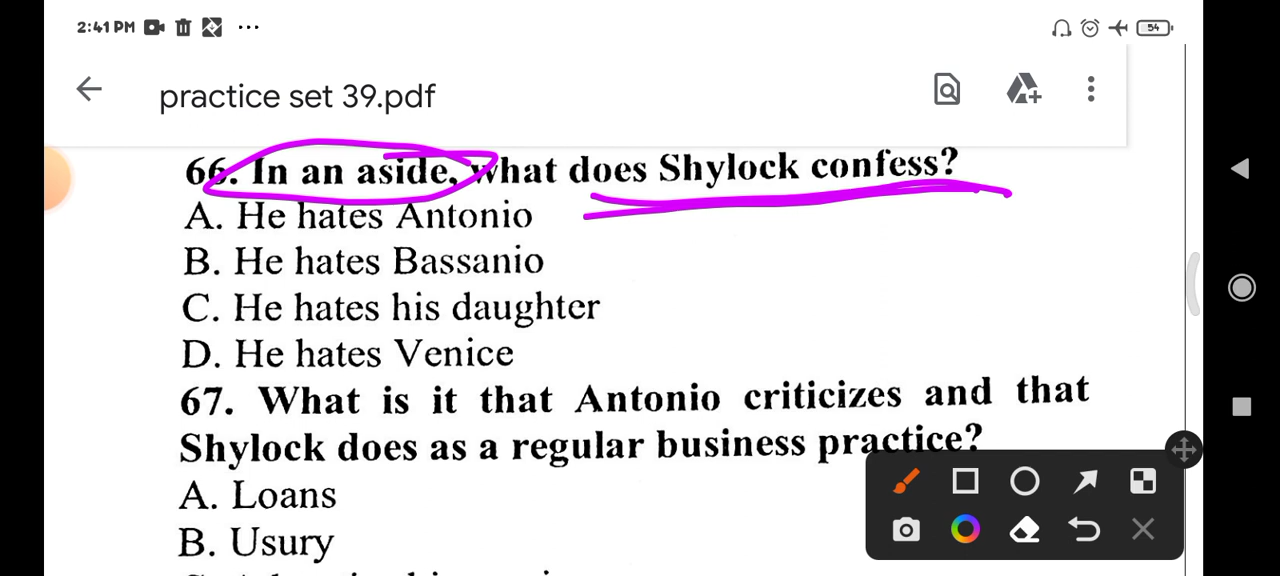 2:41 PM ...
54
practice set 39.pdf
66. In an aside, what does Shylock confess?
A. He hates Antonio
B. He hates Bassanio
C. He hates his daughter
D. He hates Venice
67. What is it that Antonio criticizes and that
Shylock does as a regular business practice?
A. Loans
B. Usury